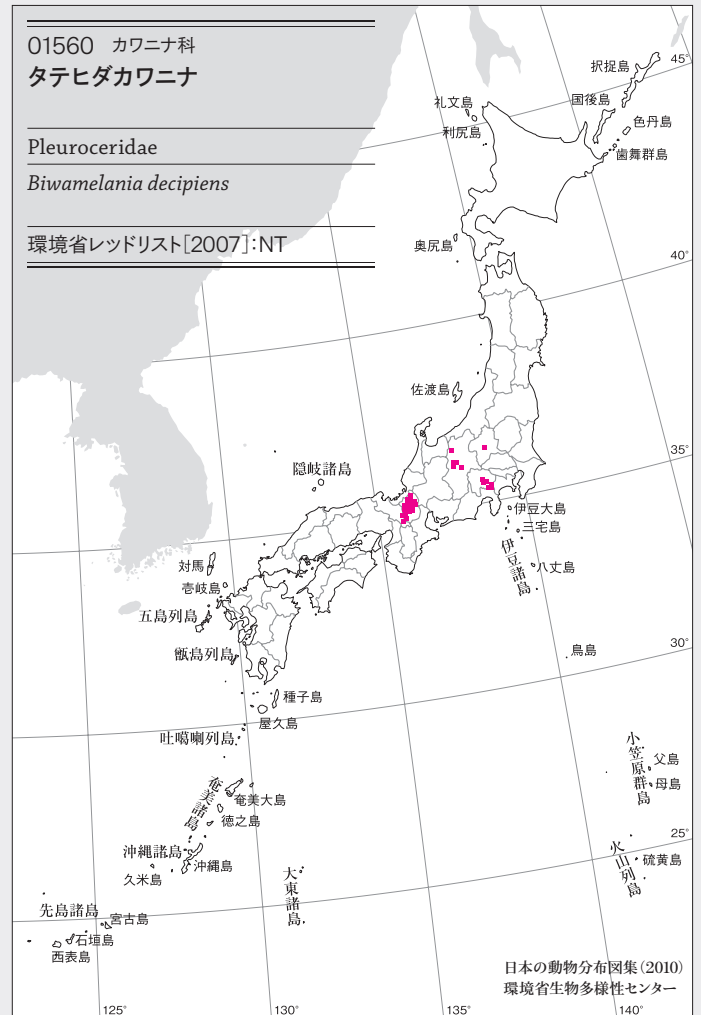 01560 カワニナ科
タテヒダカワニナ
Pleuroceridae
Biwamelania decipiens
環境省レッドリスト[2007]:NT
択捉島
45°
礼文島
国後島
利尻島
色丹島
歯舞群島
奥尻島
40°
佐渡島
35°
隠岐諸島
伊豆大島
三宅島
伊豆諸島
八丈島
対馬
壱岐島
五島列島
甑島列島
鳥島
30°
種子島
屋久島
吐噶喇列島
小笠原群島
父島
母島
奄美諸島
奄美大島
徳之島
25°
沖縄諸島
沖縄島
久米島
火山列島
硫黄島
大東諸島
先島諸島
宮古島
石垣島
西表島
日本の動物分布図集(2010)
環境省生物多様性センター
125°
130°
135°
140°